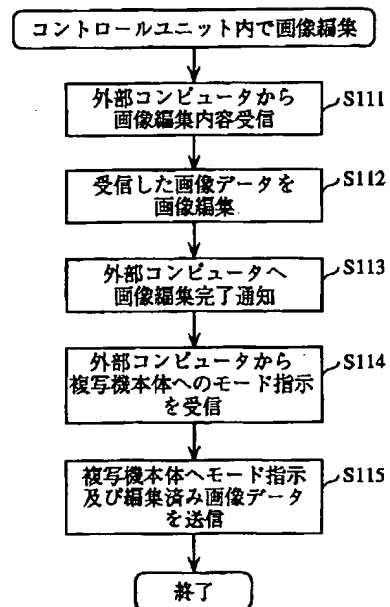 コントロールユニット内で画像編集
外部コンピュータから
画像編集内容受信
S111
受信した画像データを
画像編集
S112
外部コンピュータへ
画像編集完了通知
S113
外部コンピュータから
複写機本体へのモード指示
を受信
S114
複写機本体へモード指示
及び編集済み画像データ
を送信
S115
終了